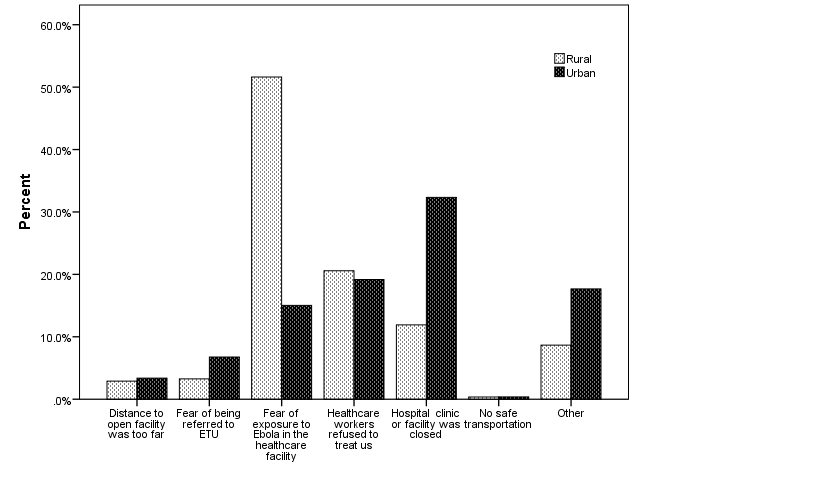 60.0%
50.0%
40.0%
30.0%
20.0%
10.0%
.0%
Percent
Rural
Urban
Distance to
open facility
was too far
Fear of being
referred to
ETU
Fear of
exposure to
Ebola in the
healthcare
facility
Healthcare
workers
refused to
treat us
Hospital clinic
or facility was
closed
No safe
transportation
Other